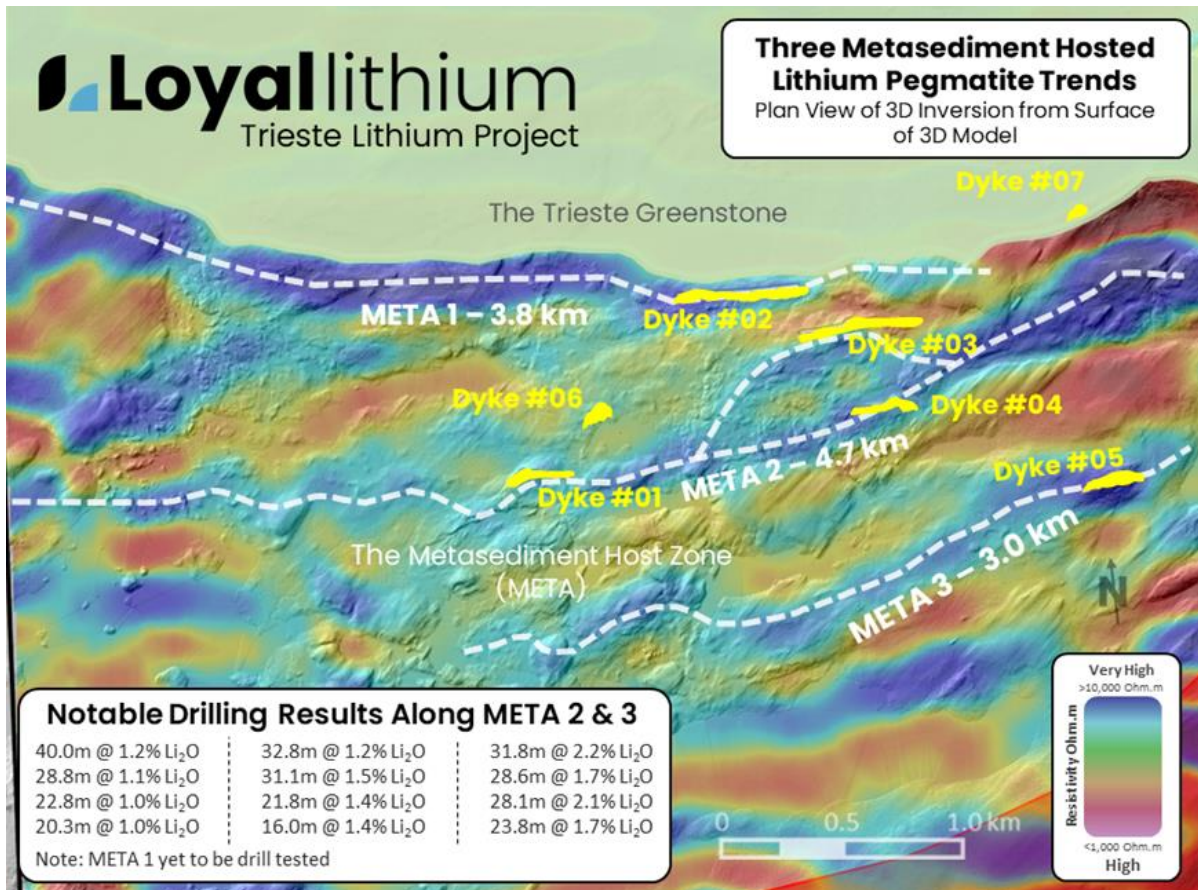 Loyallithium
Trieste Lithium Project
Three Metasediment Hosted
Lithium Pegmatite Trends
Plan View of 3D Inversion from Surface
of 3D Model
Dyke #07
The Trieste Greenstone
META 1 – 3.8 km
Dyke #02
Dyke #03
Dyke #06
Dyke #04
META 2 – 4.7 km
Dyke #05
Dyke #01
The Metasediment Host Zone
(META)
META 3 – 3.0 km
N
Notable Drilling Results Along META 2 & 3
40.0m @ 1.2% Li₂O 32.8m @ 1.2% Li₂O 31.8m @ 2.2% Li₂O
28.8m @ 1.1% Li₂O 31.1m @ 1.5% Li₂O 28.6m @ 1.7% Li₂O
22.8m @ 1.0% Li₂O 21.8m @ 1.4% Li₂O 28.1m @ 2.1% Li₂O
20.3m @ 1.0% Li₂O 16.0m @ 1.4% Li₂O 23.8m @ 1.7% Li₂O
Note: META 1 yet to be drill tested
0 0.5 1.0 km
Very High
>10,000 Ohm.m
Resistivity Ohm.m
<1,000 Ohm.m
High